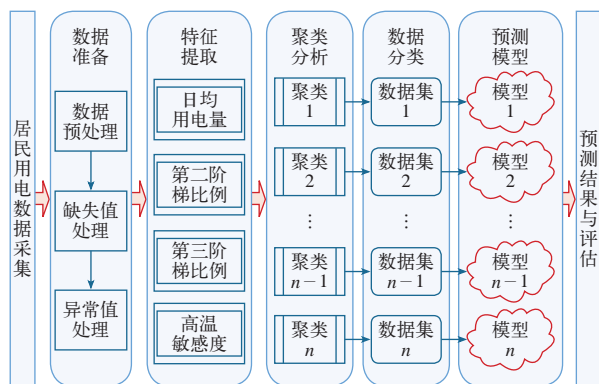 居民用电数据采集
数据
准备
数据
预处理
缺失值
处理
异常值
处理
特征
提取
日均
用电量
第二阶
梯比例
第三阶
梯比例
高温
敏感度
聚类
分析
聚类
1
聚类
2
⋮
聚类
n−1
聚类
n
数据
分类
数据集
1
数据集
2
⋮
数据集
n−1
数据集
n
预测
模型
模型
1
模型
2
⋮
模型
n−1
模型
n
预测结果与评估